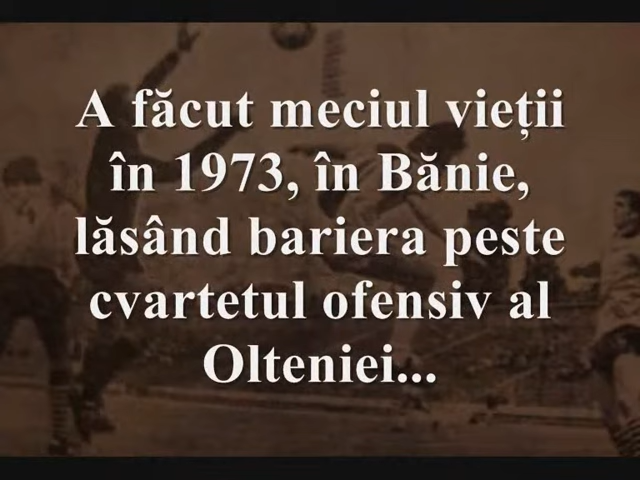 A făcut meciul vieții
în 1973, în Bănie,
lăsând bariera peste
cvartetul ofensiv al
Olteniei...